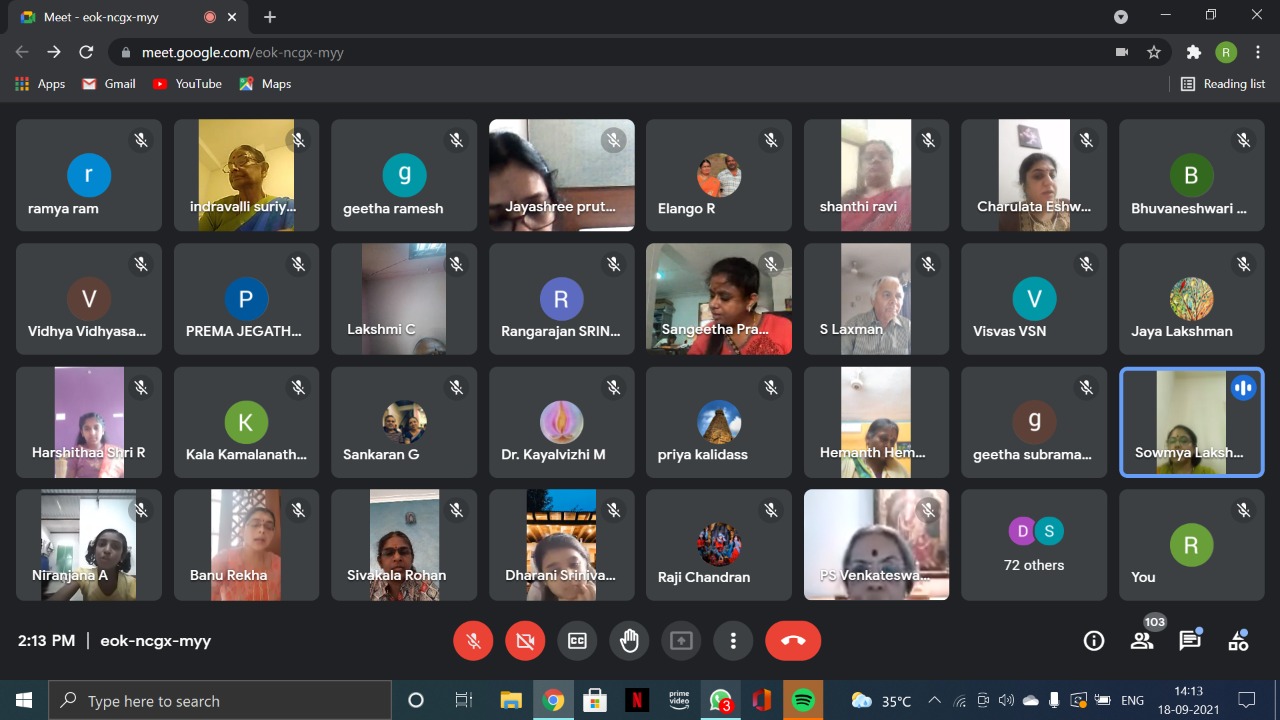 Meet - eok-ncgx-myy
meet.google.com/eok-ncgx-myy
R
Apps
Gmail
YouTube
Maps
Reading list
r
ramya ram
indravalli suriy...
g
geetha ramesh
Jayashree prut...
Elango R
shanthi ravi
Charulata Eshw...
B
Bhuvaneshwari ...
V
Vidhya Vidhyasa...
P
PREMA JEGATH...
Lakshmi C
R
Rangarajan SRIN...
Sangeetha Pra...
S Laxman
V
Visvas VSN
Jaya Lakshman
Harshithaa Shri R
K
Kala Kamalanath...
Sankaran G
Dr. Kayalvizhi M
priya kalidass
Hemanth Hem...
g
geetha subrama...
Sowmya Laksh...
Niranjana A
Banu Rekha
Sivakala Rohan
Dharani Sriniva...
Raji Chandran
PS Venkateswa...
D S
72 others
R
You
2:13 PM | eok-ncgx-myy
CC
103
Type here to search
N
prime video
3
35°C
ENG
14:13
18-09-2021